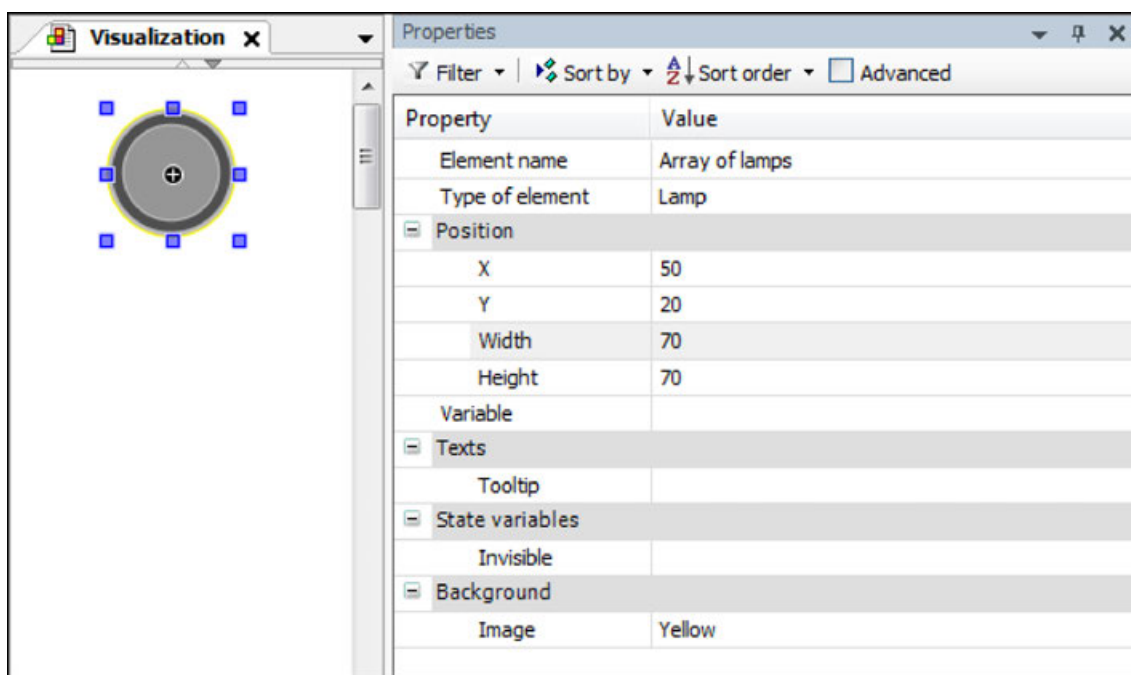 Visualization
Properties
Filter Sort by Sort order Advanced
Property Value
Element name Array of lamps
Type of element Lamp
Position
X 50
Y 20
Width 70
Height 70
Variable
Texts
Tooltip
State variables
Invisible
Background
Image Yellow